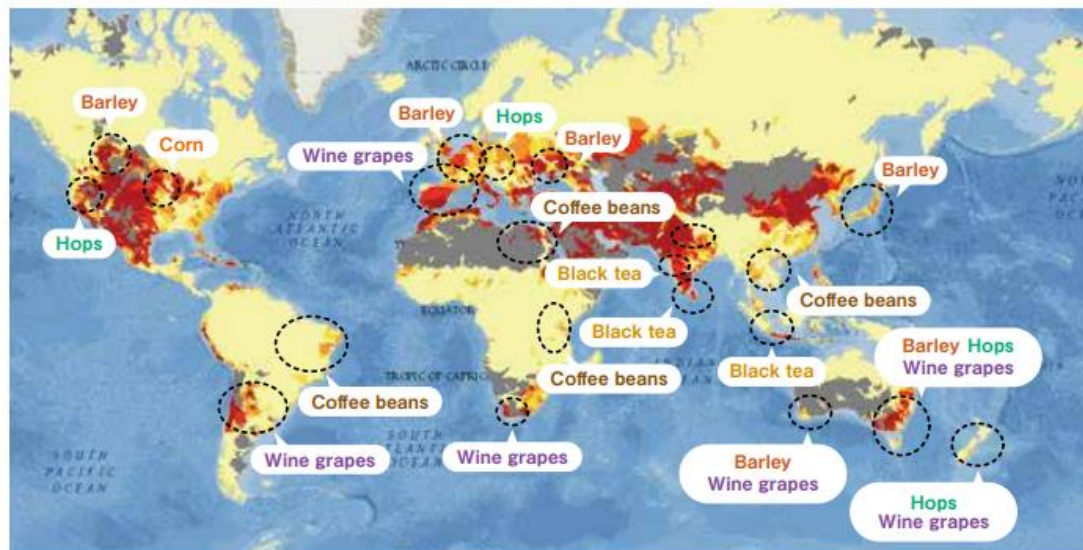 ARCTIC CIRCLE
Barley
Corn
Hops
Wine grapes
Barley
Hops
Barley
Barley
NORTH
ATLANTIC
OCEAN
Coffee beans
Black tea
Black tea
Coffee beans
Black tea
EQUATOR
Coffee beans
Coffee beans
TROPIC OF CAPRIC
Wine grapes
Wine grapes
SOUTH
PACIFIC
OCEAN
SOUTH
ATLANTIC
OCEAN
Barley Hops
Wine grapes
Barley
Wine grapes
Hops
Wine grapes